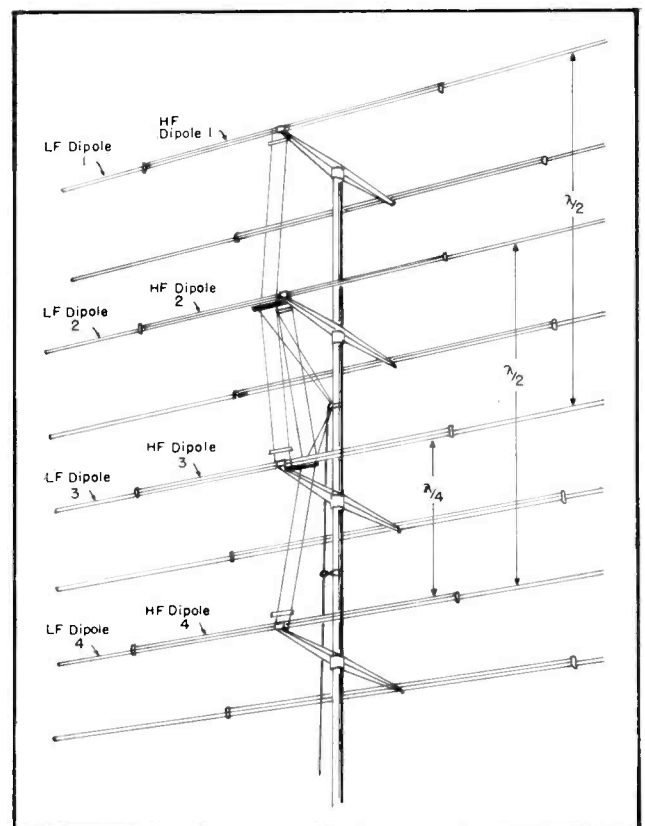 HF
Dipole 1
LF Dipole
1
λ/2
HF Dipole
2
LF Dipole
2
λ/2
HF Dipole
3
LF Dipole
3
λ/4
HF Dipole
4
LF Dipole
4